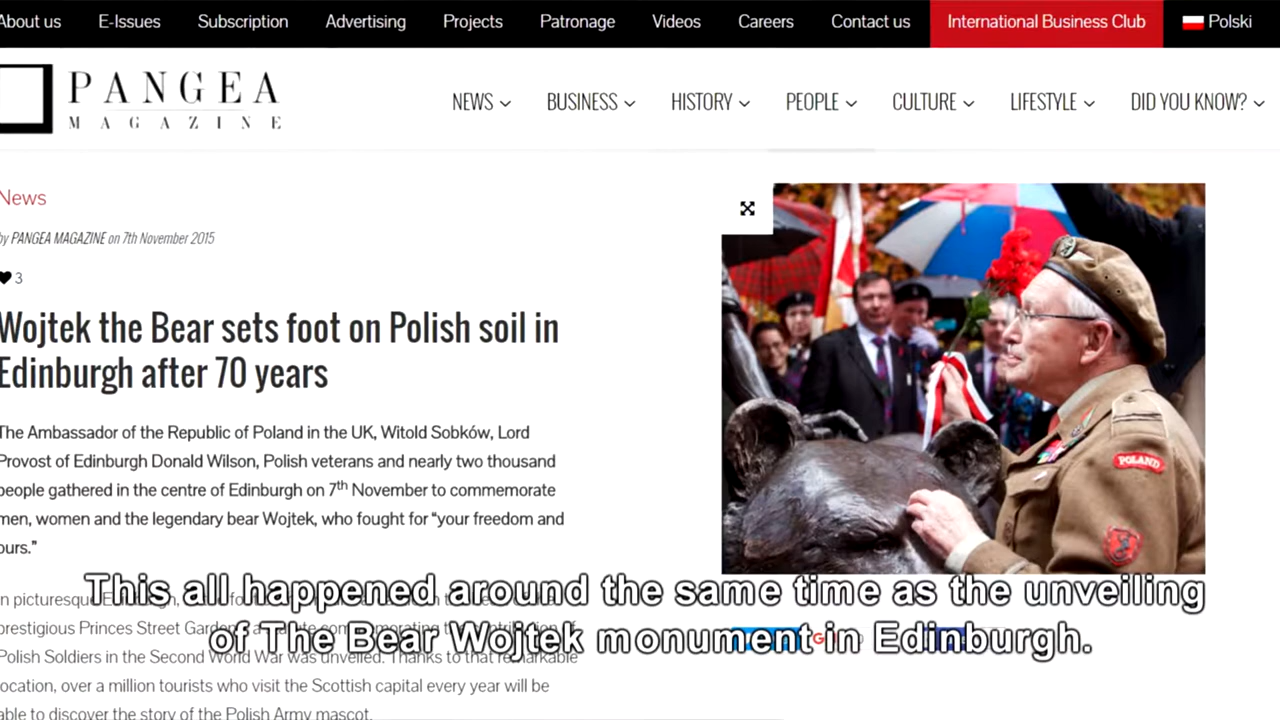 About us E-Issues Subscription Advertising Projects Patronage Videos Careers Contact us International Business Club Polski
PANGEA
MAGAZINE
NEWS BUSINESS HISTORY PEOPLE CULTURE LIFESTYLE DID YOU KNOW?
News
by PANGEA MAGAZINE on 7th November 2015
3
Wojtek the Bear sets foot on Polish soil in
Edinburgh after 70 years
The Ambassador of the Republic of Poland in the UK, Witold Sobków, Lord
Provost of Edinburgh Donald Wilson, Polish veterans and nearly two thousand
people gathered in the centre of Edinburgh on 7th November to commemorate
men, women and the legendary bear Wojtek, who fought for “your freedom and
ours.”
POLAND
This all happened around the same time as the unveiling
of The Bear Wojtek monument in Edinburgh.
In picturesque
prestigious Princes Street
Polish Soldiers in the Second World War was unveiled. Thanks to that remarkable
location, over a million tourists who visit the Scottish capital every year will be
able to discover the story of the Polish Army mascot.